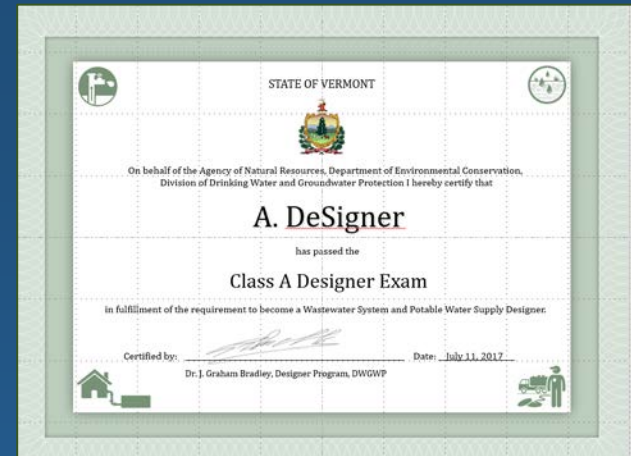 STATE OF VERMONT
On behalf of the Agency of Natural Resources, Department of Environmental Conservation,
Division of Drinking Water and Groundwater Protection I hereby certify that
A. DeSigner
has passed the
Class A Designer Exam
in fulfillment of the requirement to become a Wastewater System and Potable Water Supply Designer.
Certified by: Date: July 11, 2017
Dr. J. Graham Bradley, Designer Program, DWGWP